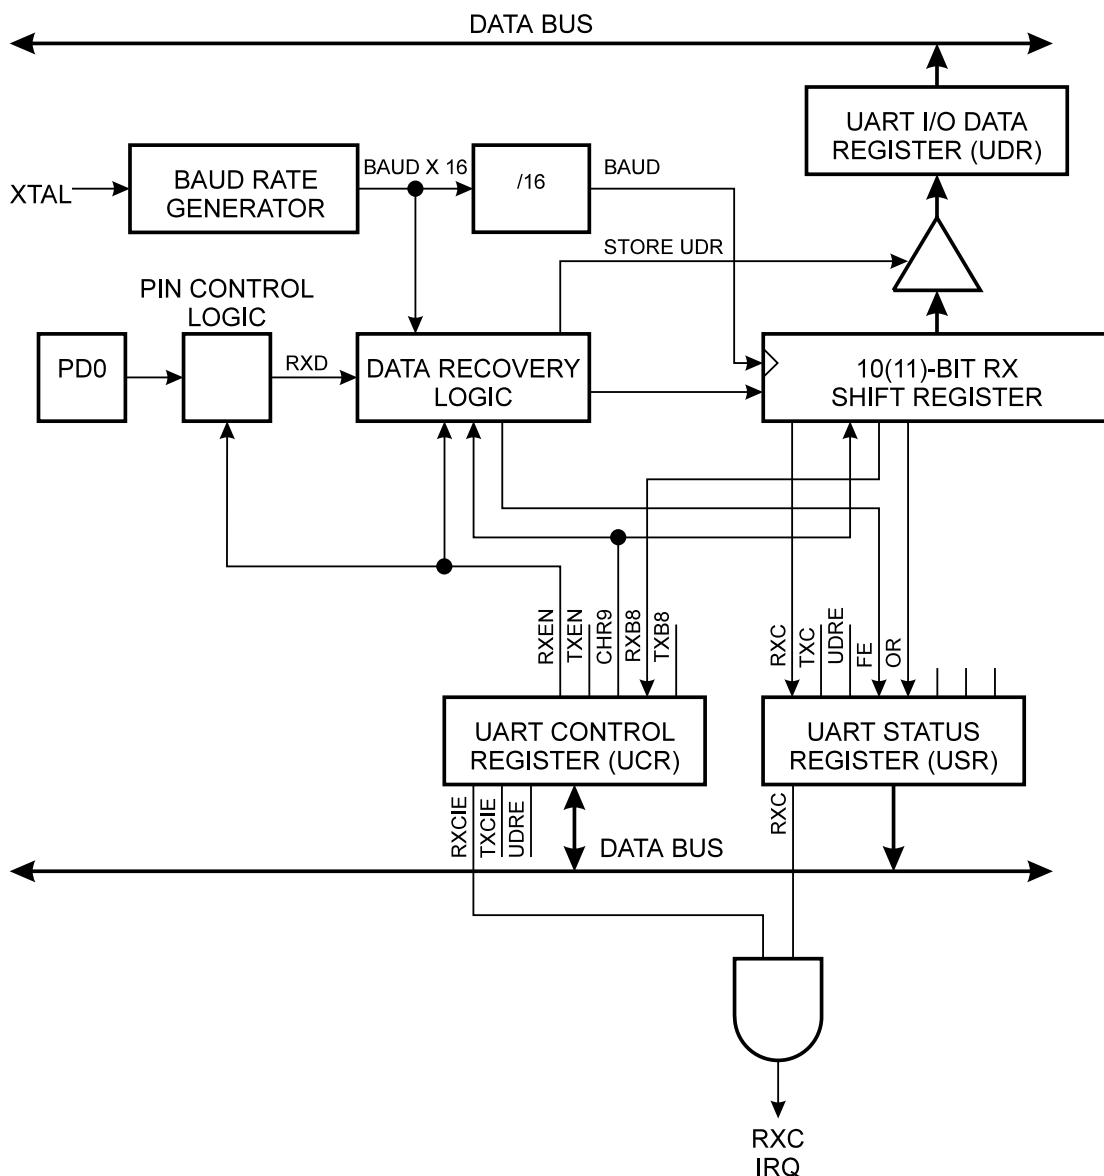 DATA BUS
UART I/O DATA
REGISTER (UDR)
XTAL
BAUD RATE
GENERATOR
BAUD X 16
/16
BAUD
STORE UDR
PIN CONTROL
LOGIC
PD0
RXD
DATA RECOVERY
LOGIC
10(11)-BIT RX
SHIFT REGISTER
RXEN
TXEN
CHR9
RXB8
TXB8
RXC
TXC
UDRE
FE
OR
UART CONTROL
REGISTER (UCR)
UART STATUS
REGISTER (USR)
RXCIE
TXCIE
UDRE
RXC
DATA BUS
RXC
IRQ